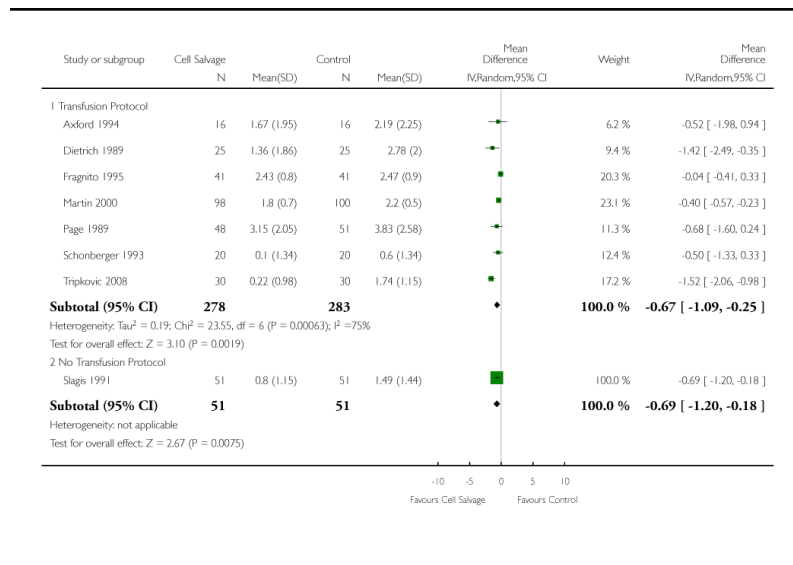 Mean Mean
Study or subgroup Cell Salvage Control Difference Weight Difference
N Mean(SD) N Mean(SD) IV,Random,95% CI IV,Random,95% CI
1 Transfusion Protocol
Axford 1994 16 1.67 (1.95) 16 2.19 (2.25) 6.2 % -0.52 [ -1.98, 0.94 ]
Dietrich 1989 25 1.36 (1.86) 25 2.78 (2) 9.4 % -1.42 [ -2.49, -0.35 ]
Fragnito 1995 41 2.43 (0.8) 41 2.47 (0.9) 20.3 % -0.04 [ -0.41, 0.33 ]
Martin 2000 98 1.8 (0.7) 100 2.2 (0.5) 23.1 % -0.40 [ -0.57, -0.23 ]
Page 1989 48 3.15 (2.05) 51 3.83 (2.58) 11.3 % -0.68 [ -1.60, 0.24 ]
Schonberger 1993 20 0.1 (1.34) 20 0.6 (1.34) 12.4 % -0.50 [ -1.33, 0.33 ]
Tripkovic 2008 30 0.22 (0.98) 30 1.74 (1.15) 17.2 % -1.52 [ -2.06, -0.98 ]
Subtotal (95% CI) 278 283 100.0 % -0.67 [ -1.09, -0.25 ]
Heterogeneity: Tau² = 0.19; Chi² = 23.55, df = 6 (P = 0.00063); I² =75%
Test for overall effect: Z = 3.10 (P = 0.0019)
2 No Transfusion Protocol
Slagis 1991 51 0.8 (1.15) 51 1.49 (1.44) 100.0 % -0.69 [ -1.20, -0.18 ]
Subtotal (95% CI) 51 51 100.0 % -0.69 [ -1.20, -0.18 ]
Heterogeneity: not applicable
Test for overall effect: Z = 2.67 (P = 0.0075)
-10 -5 0 5 10
Favours Cell Salvage Favours Control